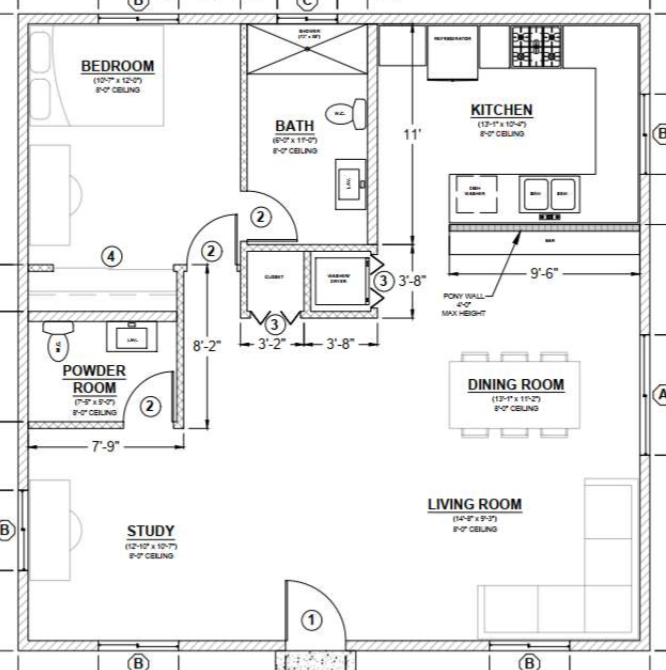 B
C
SHOWER
REFRIGERATOR
BEDROOM
(10'-7" x 12'-0")
8'-0" CEILING
KITCHEN
(13'-1" x 10'-4")
8'-0" CEILING
W.C.
BATH
(6'-0" x 11'-0")
8'-0" CEILING
11'
B
LAV.
DISH
WASHER
SINK
SINK
2
2
4
BAR
CLOSET
WASHER/
DRYER
3
3'-8"
9'-6"
PONY WALL
4'-0"
MAX HEIGHT
3
3'-2"
3'-8"
8'-2"
W.C.
LAV.
POWDER
ROOM
(7'-5" x 5'-0")
8'-0" CEILING
2
DINING ROOM
(13'-1" x 11'-2")
8'-0" CEILING
A
7'-9"
LIVING ROOM
(14'-8" x 9'-3")
8'-0" CEILING
B
STUDY
(12'-10" x 10'-7")
8'-0" CEILING
1
B
B